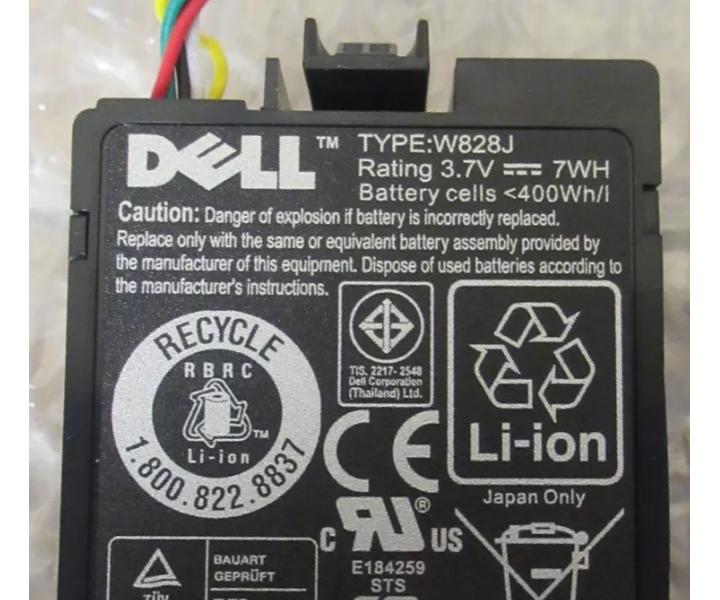 DELL™
TYPE:W828J
Rating 3.7V ⎓ 7WH
Battery cells <400Wh/l
Caution: Danger of explosion if battery is incorrectly replaced.
Replace only with the same or equivalent battery assembly provided by
the manufacturer of this equipment. Dispose of used batteries according to
the manufacturer's instructions.
RECYCLE
RBRC
TM
Li-ion
1.800.822.8837
TIS. 2217- 2548
Dell Corporation
(Thailand) Ltd.
Li-ion
Japan Only
CE
C RU® US
E184259
STS
TÜV
BAUART
GEPRÜFT